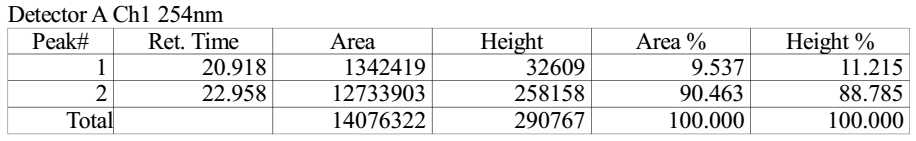 Detector A Ch1 254nm
Peak# Ret. Time Area Height Area % Height %
1 20.918 1342419 32609 9.537 11.215
2 22.958 12733903 258158 90.463 88.785
Total 14076322 290767 100.000 100.000